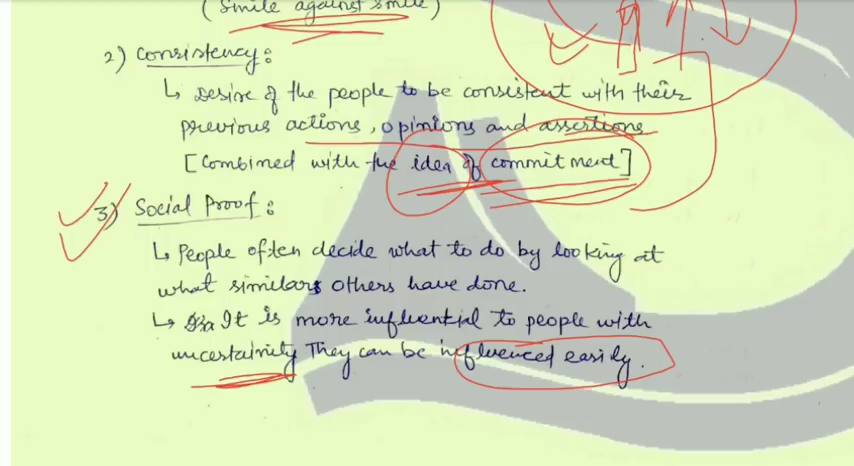 (Smile against smile)
2) Consistency:
↳ Desire of the people to be consistent with their
previous actions, opinions and assertions
[Combined with the idea of commitment]
3) Social Proof:
↳ People often decide what to do by looking at
what similars others have done.
↳ It is more influential to people with
uncertainity They can be influenced easily.